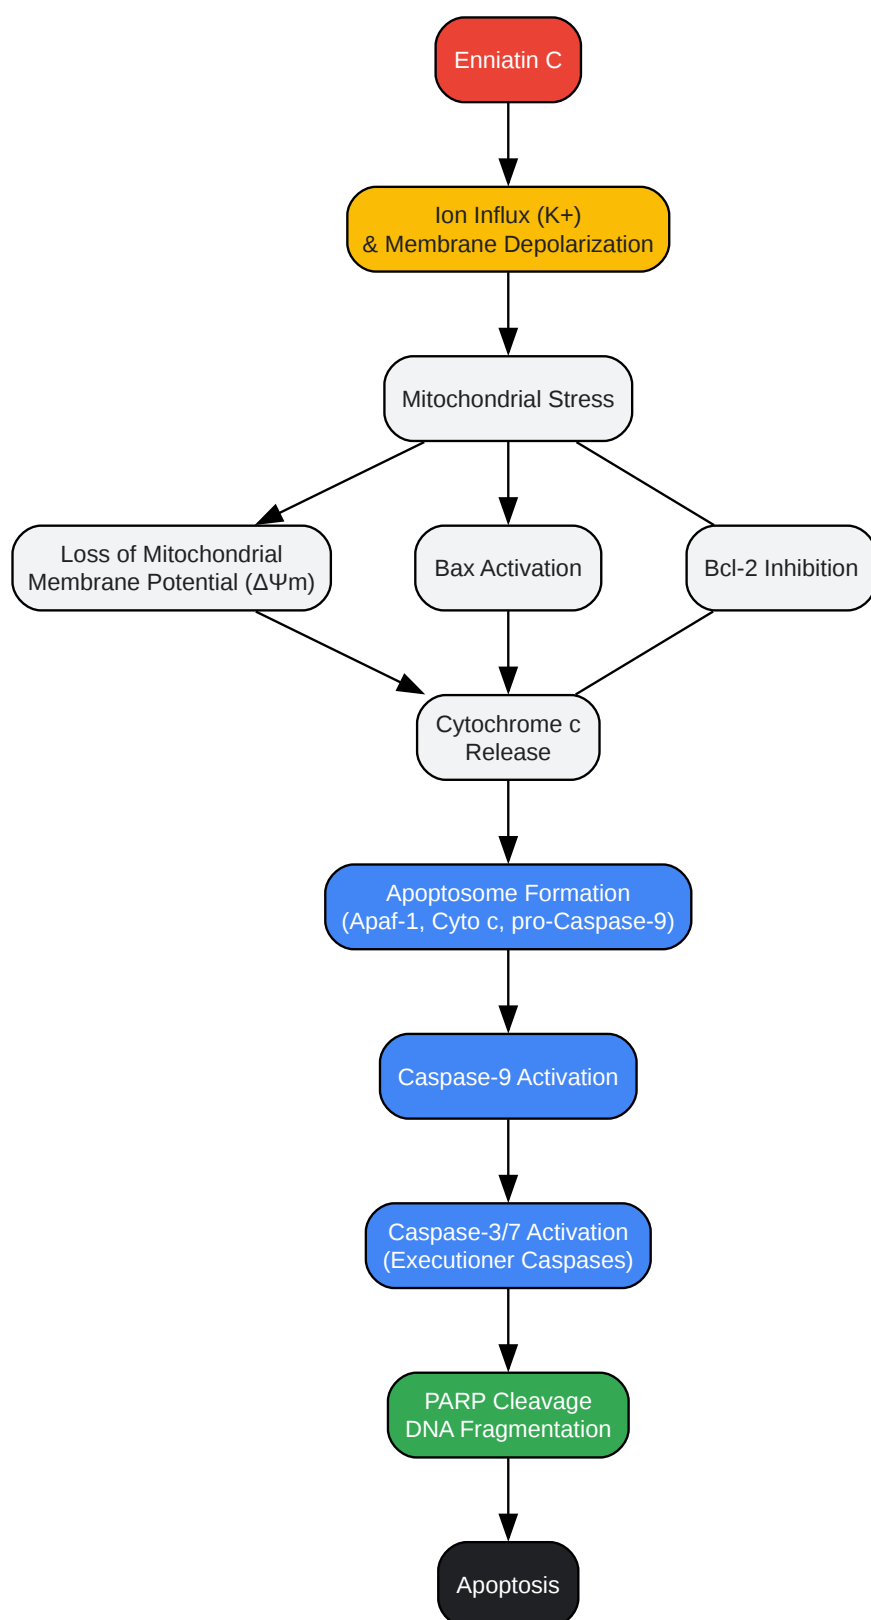 Enniatin C
Ion Influx (K+)
& Membrane Depolarization
Mitochondrial Stress
Loss of Mitochondrial
Membrane Potential (ΔΨm)
Bax Activation
Bcl-2 Inhibition
Cytochrome c
Release
Apoptosome Formation
(Apaf-1, Cyto c, pro-Caspase-9)
Caspase-9 Activation
Caspase-3/7 Activation
(Executioner Caspases)
PARP Cleavage
DNA Fragmentation
Apoptosis